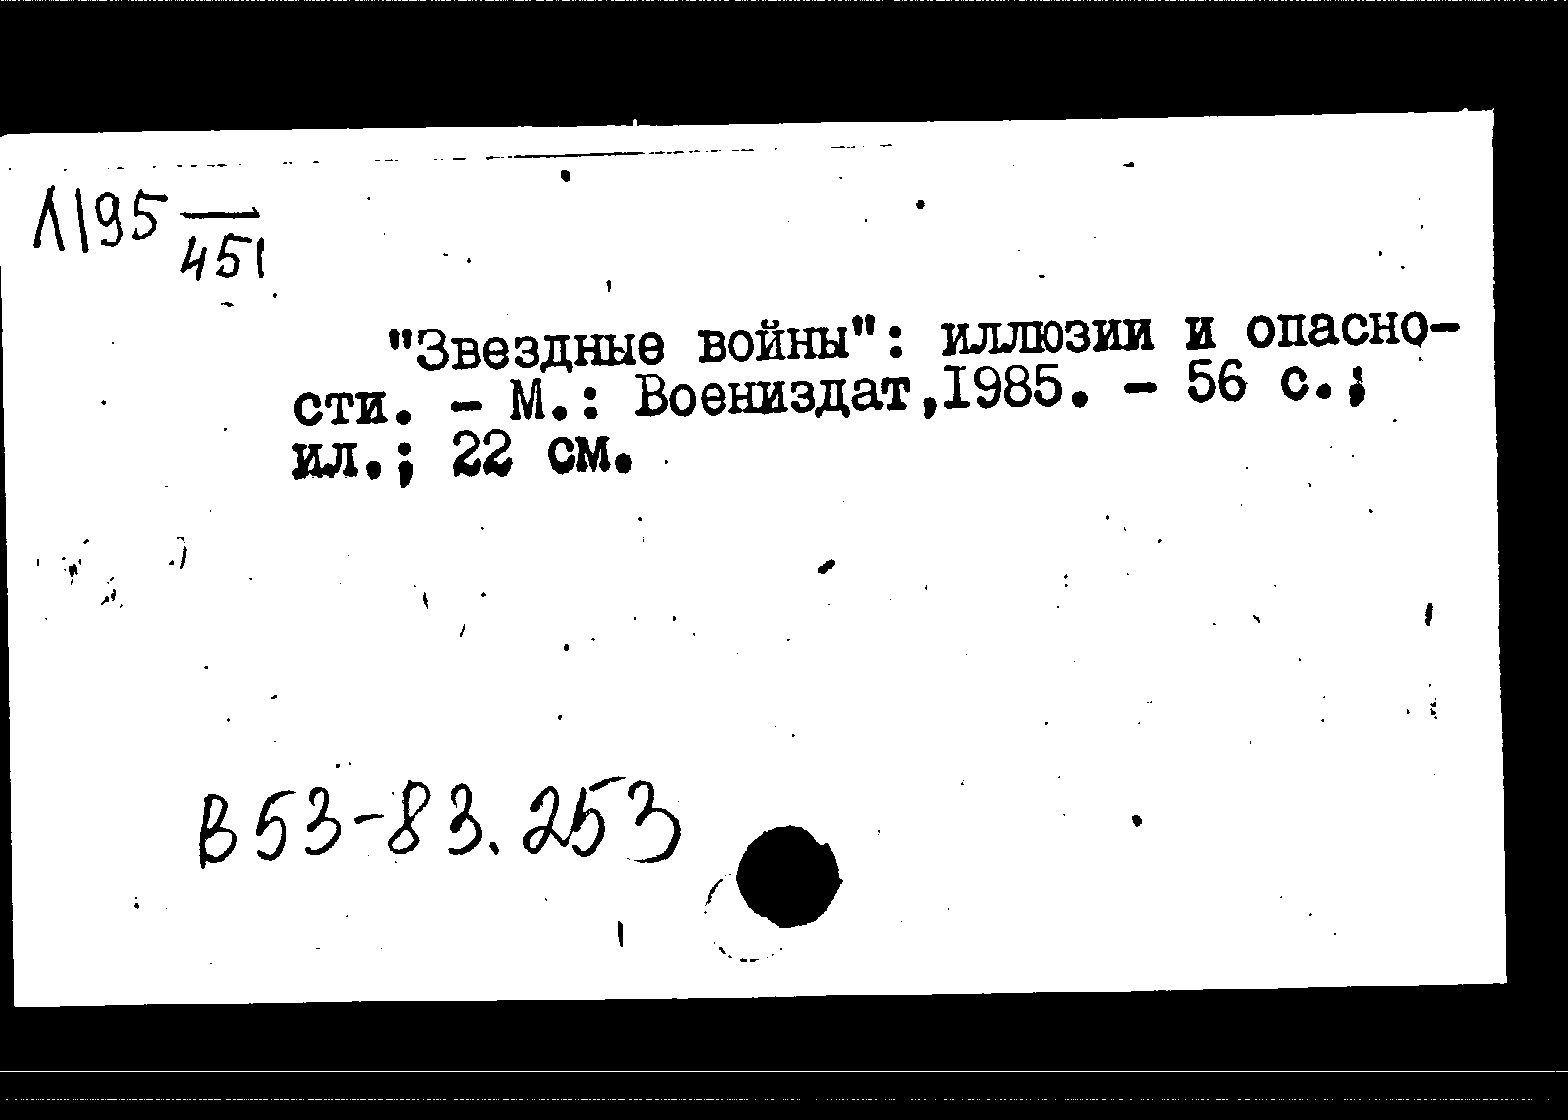 Л195
451
"Звездные войны": иллюзии и опасно-
сти. – М.: Воениздат,1985. – 56 с.;
ил.; 22 см.
В53-83.253